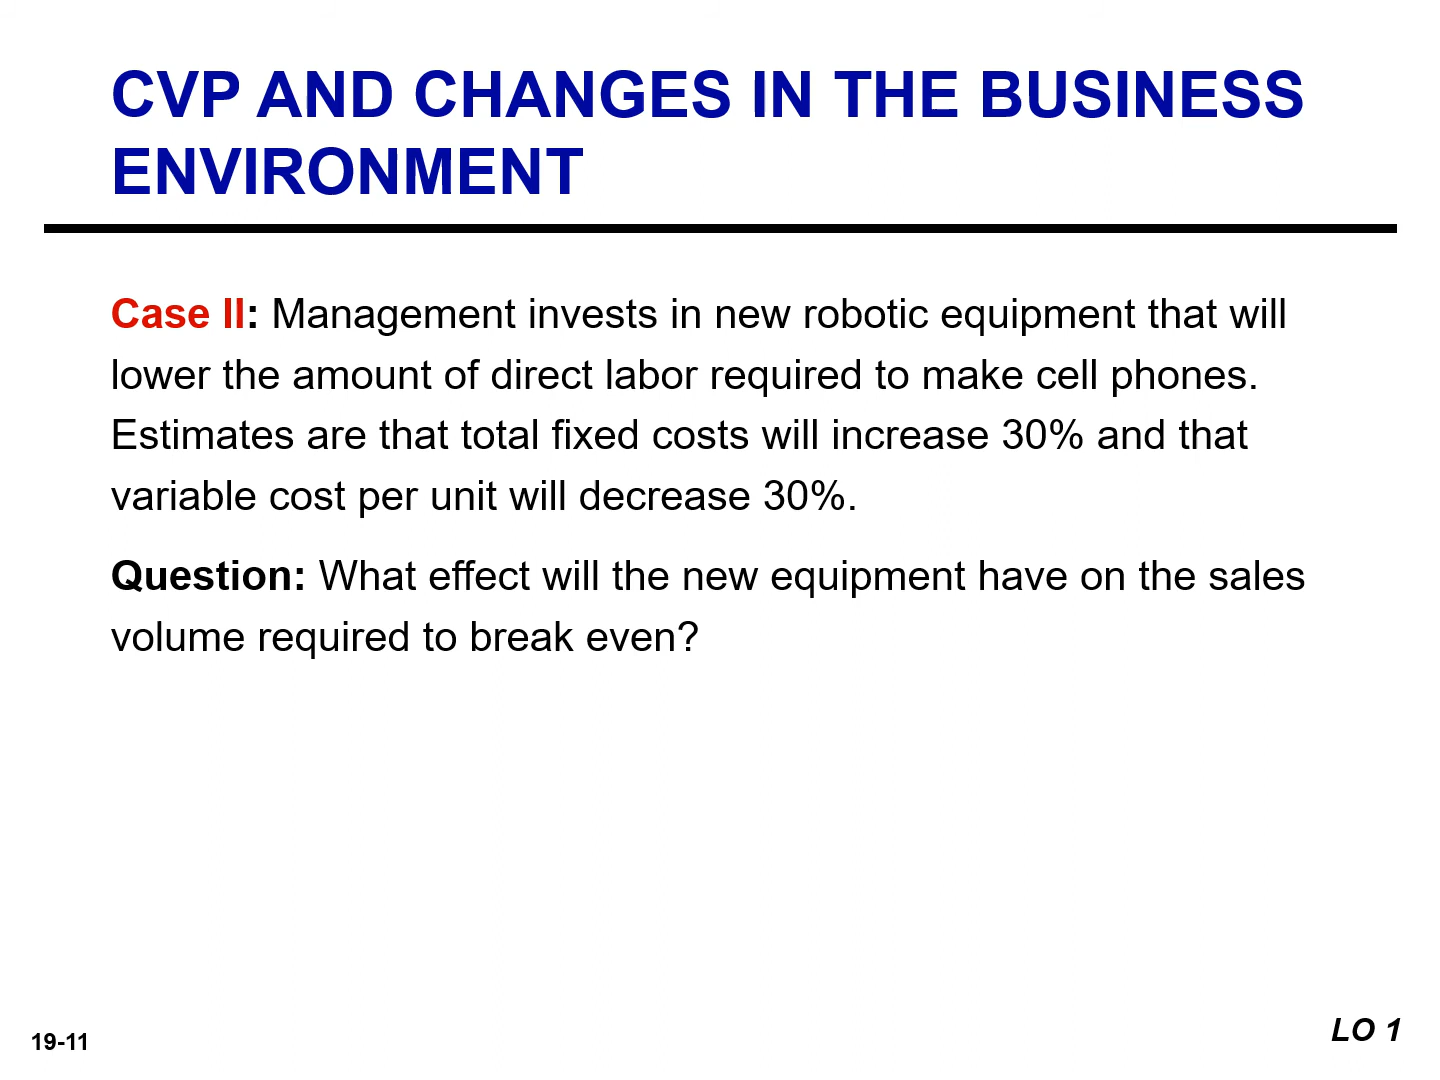 CVP AND CHANGES IN THE BUSINESS
ENVIRONMENT
Case II: Management invests in new robotic equipment that will
lower the amount of direct labor required to make cell phones.
Estimates are that total fixed costs will increase 30% and that
variable cost per unit will decrease 30%.
Question: What effect will the new equipment have on the sales
volume required to break even?
19-11
LO 1